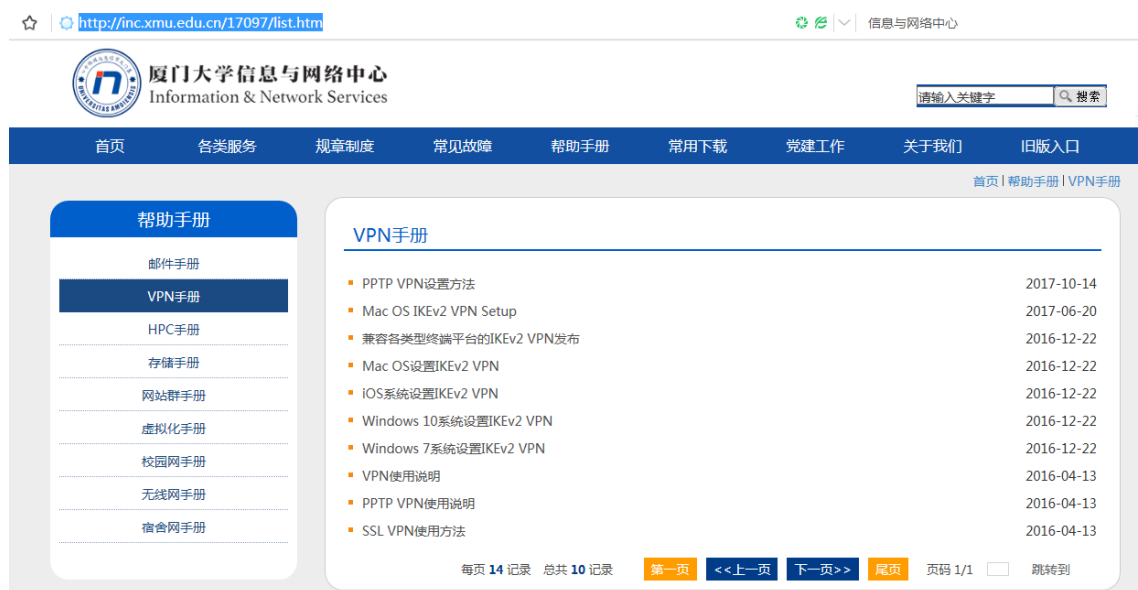 http://inc.xmu.edu.cn/17097/list.htm 信息与网络中心
厦门大学信息与网络中心
Information & Network Services
请输入关键字 搜索
首页 各类服务 规章制度 常见故障 帮助手册 常用下载 党建工作 关于我们 旧版入口
首页 | 帮助手册 | VPN手册
帮助手册
邮件手册
VPN手册
HPC手册
存储手册
网站群手册
虚拟化手册
校园网手册
无线网手册
宿舍网手册
VPN手册
PPTP VPN设置方法 2017-10-14
Mac OS IKEv2 VPN Setup 2017-06-20
兼容各类型终端平台的IKEv2 VPN发布 2016-12-22
Mac OS设置IKEv2 VPN 2016-12-22
iOS系统设置IKEv2 VPN 2016-12-22
Windows 10系统设置IKEv2 VPN 2016-12-22
Windows 7系统设置IKEv2 VPN 2016-12-22
VPN使用说明 2016-04-13
PPTP VPN使用说明 2016-04-13
SSL VPN使用方法 2016-04-13
每页 14 记录 总共 10 记录 第一页 <<上一页 下一页>> 尾页 页码 1/1 跳转到